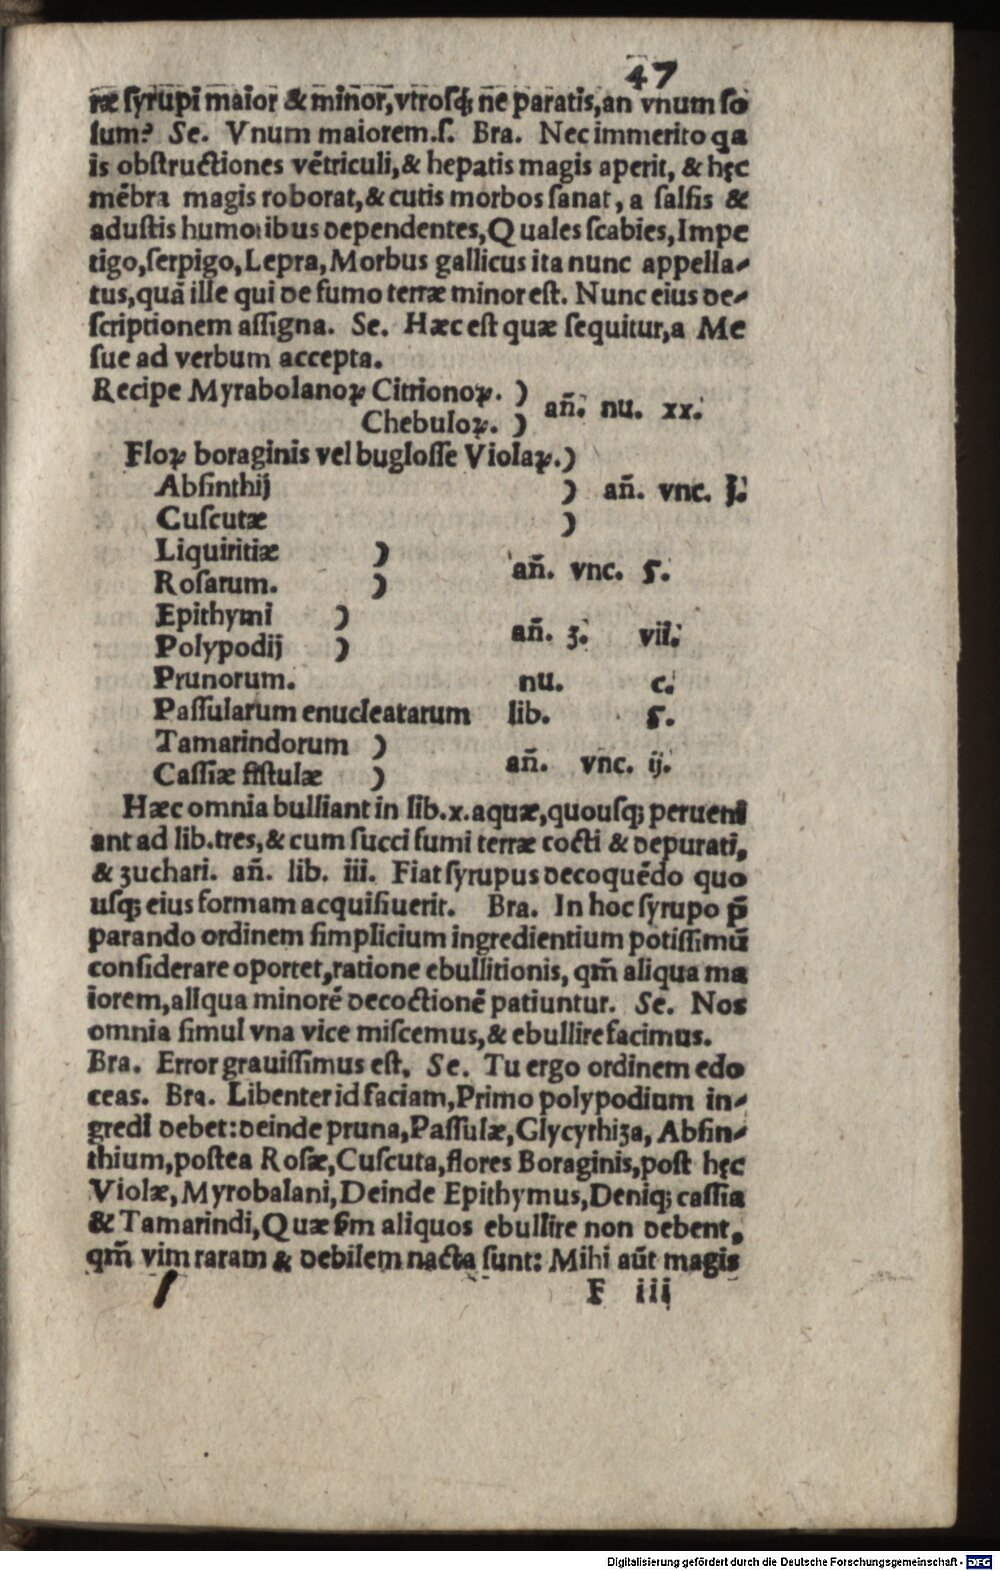 47
ræ syrupi maior & minor, vtrosq; ne paratis, an vnum so
lum? Se. Vnum maiorem.s. Bra. Nec immerito qa
is obstructiones vētriculi, & hepatis magis aperit, & hęc
mēbra magis roborat, & cutis morbos sanat, a salsis &
adustis humoribus dependentes, Quales scabies, Impe
tigo, serpigo, Lepra, Morbus gallicus ita nunc appella-
tus, quā ille qui de fumo terræ minor est. Nunc eius de-
scriptionem assigna. Se. Hæc est quæ sequitur, a Me
sue ad verbum accepta.
Recipe Myrabolanoꝝ Citrionoꝝ. )
Chebuloꝝ. ) añ. nu. xx.
Floꝝ boraginis vel buglosse Violaꝝ. )
Absinthij ) añ. vnc. j.
Cuscutæ )
Liquiritiæ )
Rosarum. ) añ. vnc. ſ.
Epithymi )
Polypodij ) añ. ʒ. vii.
Prunorum. nu. c.
Passularum enucleatarum lib. ſ.
Tamarindorum )
Cassiæ fistulæ ) añ. vnc. ij.
Hæc omnia bulliant in lib.x. aquæ, quousq; perueni
ant ad lib. tres, & cum succi fumi terræ cocti & depurati,
& zuchari. añ. lib. iii. Fiat syrupus decoquēdo quo
usq; eius formam acquisiuerit. Bra. In hoc syrupo p̄
parando ordinem simplicium ingredientium potissimū
considerare oportet, ratione ebullitionis, qm̄ aliqua ma
iorem, aliqua minorē decoctionē patiuntur. Se. Nos
omnia simul vna vice miscemus, & ebullire facimus.
Bra. Error grauissimus est. Se. Tu ergo ordinem edo
ceas. Bra. Libenter id faciam, Primo polypodium in-
gredi debet: deinde pruna, Passulæ, Glycyrhiza, Absin-
thium, postea Rosæ, Cuscuta, flores Boraginis, post hęc
Violæ, Myrobalani, Deinde Epithymus, Deniq; cassia
& Tamarindi, Quæ ſm aliquos ebullire non debent,
qm̄ vim raram & debilem nacta sunt: Mihi aūt magis
F iii
Digitalisierung gefördert durch die Deutsche Forschungsgemeinschaft - DFG